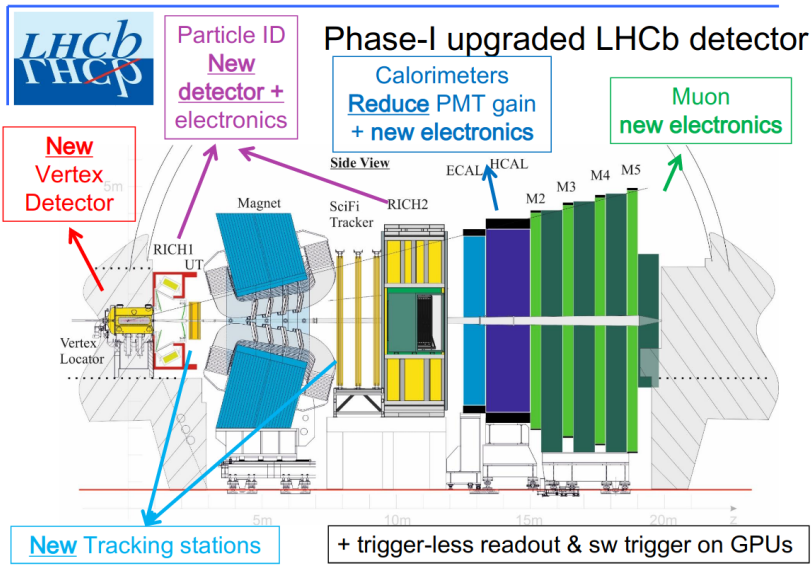 LHCb
Phase-I upgraded LHCb detector
Particle ID
New
detector +
electronics
Calorimeters
Reduce PMT gain
+ new electronics
Muon
new electronics
New
Vertex
Detector
Side View
5m
ECAL
HCAL
M2
M3
M4
M5
Magnet
SciFi
Tracker
RICH2
RICH1
UT
Vertex
Locator
5m
10m
15m
20m
z
New Tracking stations
+ trigger-less readout & sw trigger on GPUs